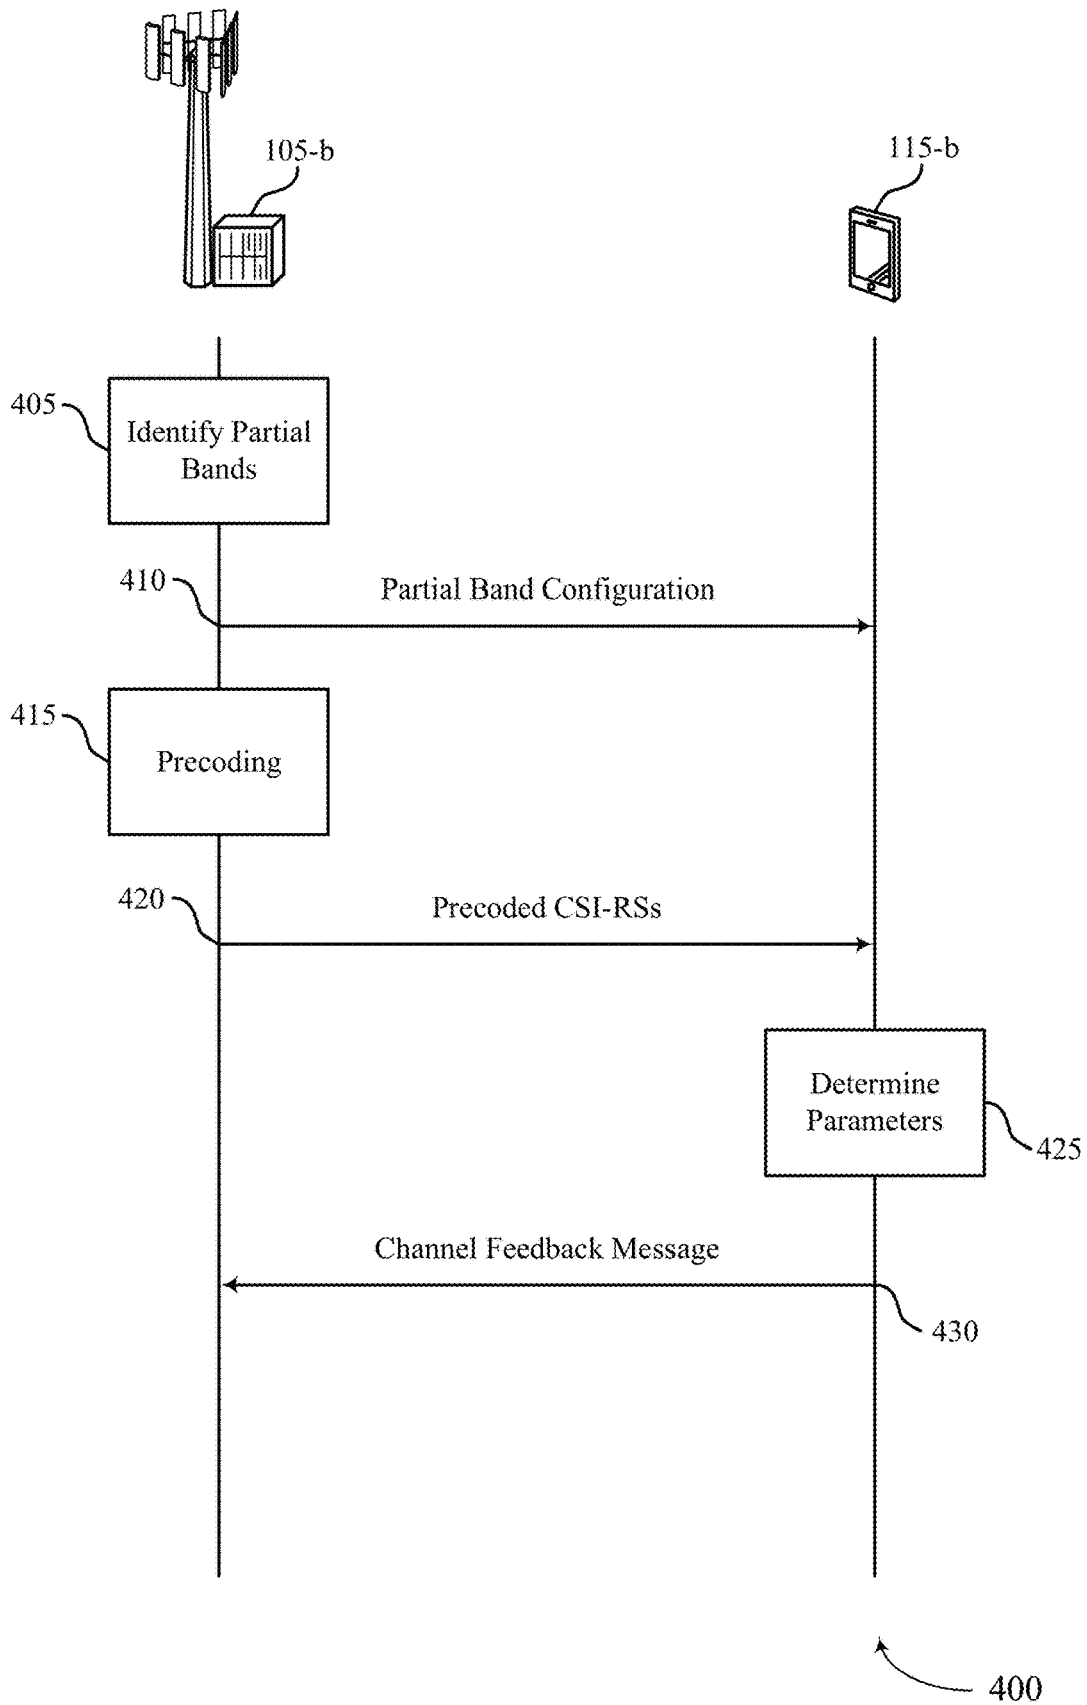 105-b
115-b
405
Identify Partial
Bands
410
Partial Band Configuration
415
Precoding
420
Precoded CSI-RSs
Determine
Parameters
425
Channel Feedback Message
430
400